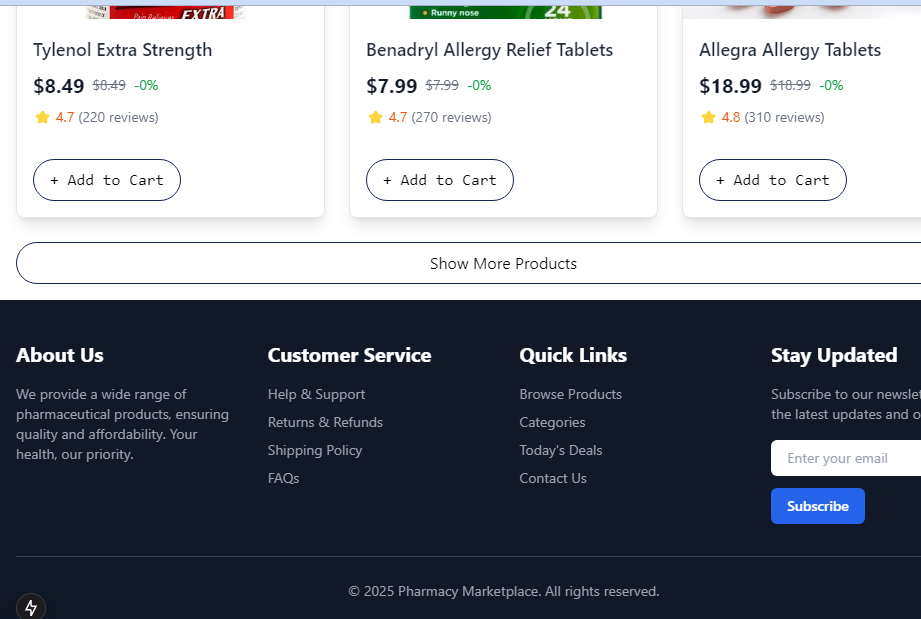 Pain Reliever EXTRA
Runny nose 24
Tylenol Extra Strength
$8.49 $8.49 -0%
4.7 (220 reviews)
+ Add to Cart
Benadryl Allergy Relief Tablets
$7.99 $7.99 -0%
4.7 (270 reviews)
+ Add to Cart
Allegra Allergy Tablets
$18.99 $18.99 -0%
4.8 (310 reviews)
+ Add to Cart
Show More Products
About Us
We provide a wide range of
pharmaceutical products, ensuring
quality and affordability. Your
health, our priority.
Customer Service
Help & Support
Returns & Refunds
Shipping Policy
FAQs
Quick Links
Browse Products
Categories
Today's Deals
Contact Us
Stay Updated
Subscribe to our
the latest updates and
Enter your email
Subscribe
© 2025 Pharmacy Marketplace. All rights reserved.